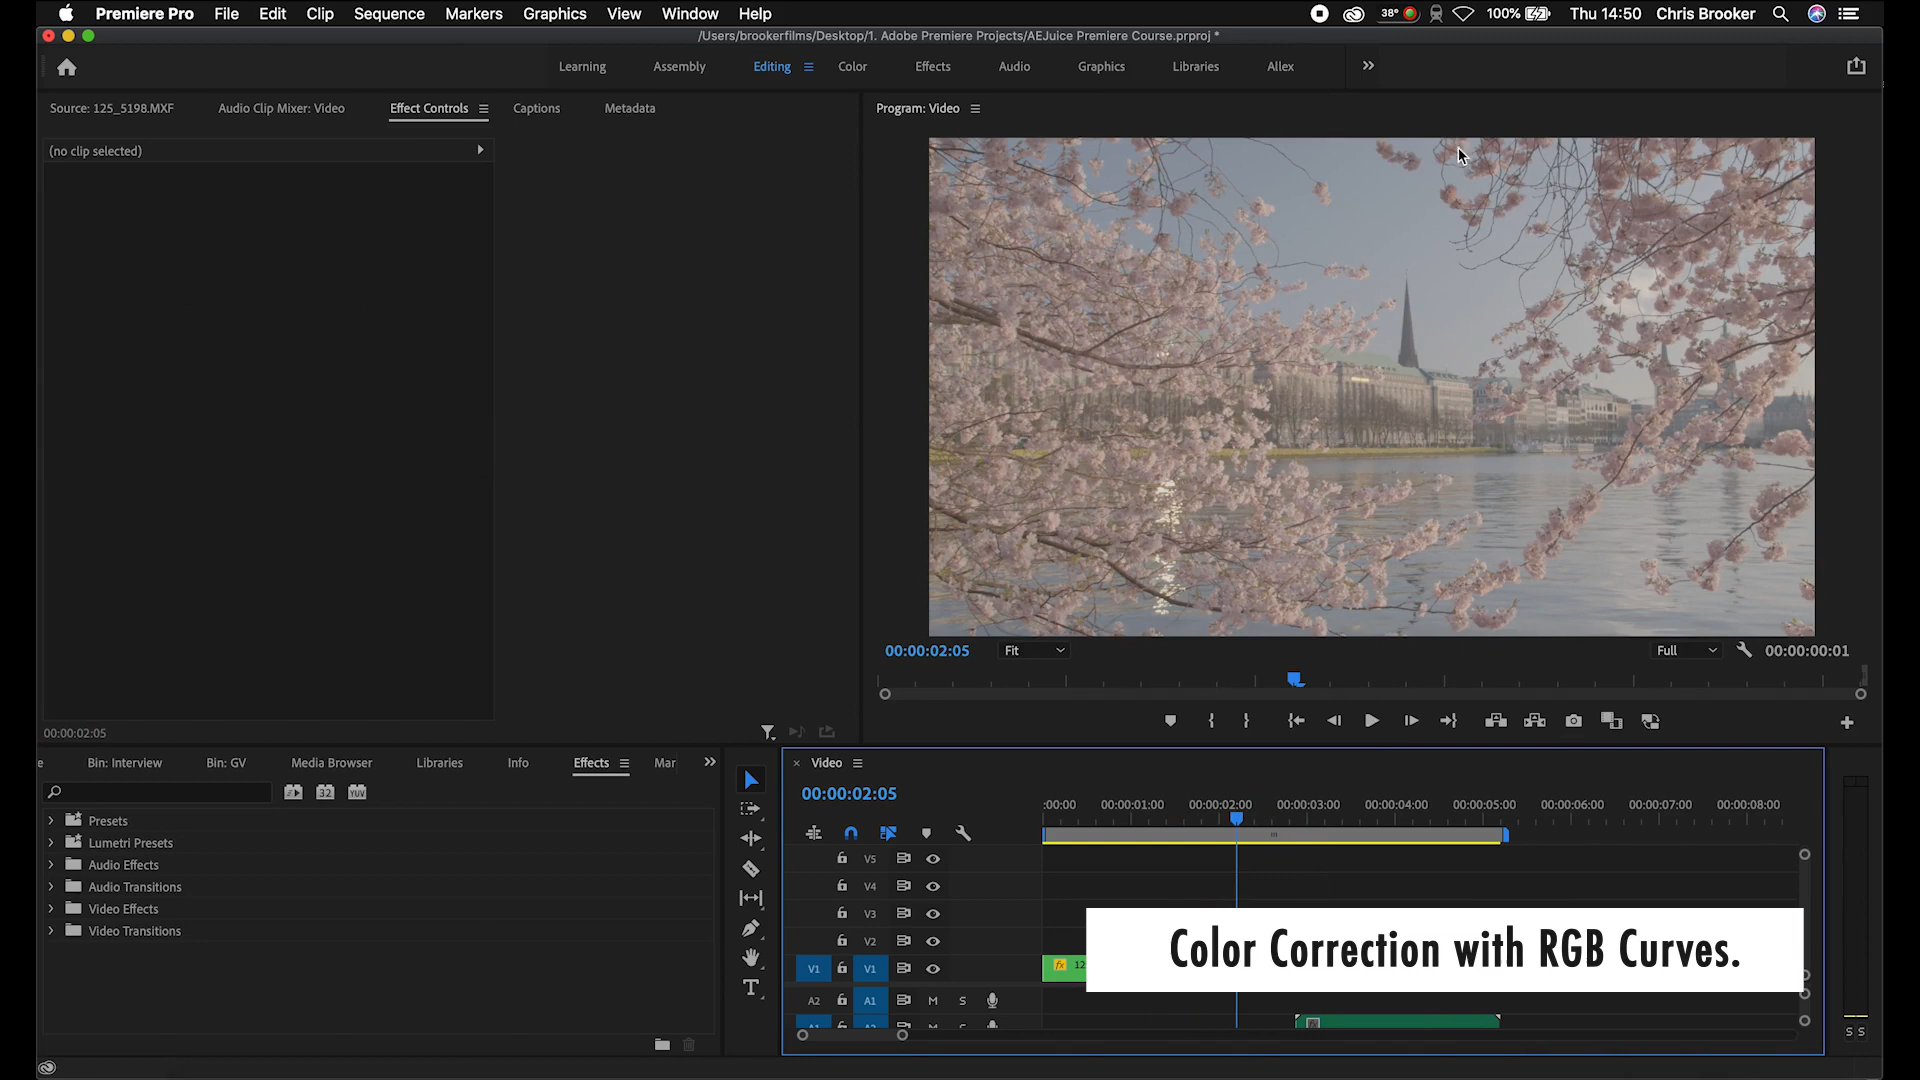 Premiere Pro File Edit Clip Sequence Markers Graphics View Window Help 38° 100% Thu 14:50 Chris Brooker
/Users/brookerfilms/Desktop/1. Adobe Premiere Projects/AEJuice Premiere Course.prproj *
Learning Assembly Editing Color Effects Audio Graphics Libraries Allex
Source: 125_5198.MXF Audio Clip Mixer: Video Effect Controls Captions Metadata
Program: Video
(no clip selected)
00:00:02:05 Fit Full 00:00:00:01
00:00:02:05
e Bin: Interview Bin: GV Media Browser Libraries Info Effects Mar
32 YUV
Presets
Lumetri Presets
Audio Effects
Audio Transitions
Video Effects
Video Transitions
× Video
00:00:02:05
:00:00 00:00:01:00 00:00:02:00 00:00:03:00 00:00:04:00 00:00:05:00 00:00:06:00 00:00:07:00 00:00:08:00
V5
V4
V3
V2
V1 V1 fx 12
A2 A1 M S
Color Correction with RGB Curves.
S S